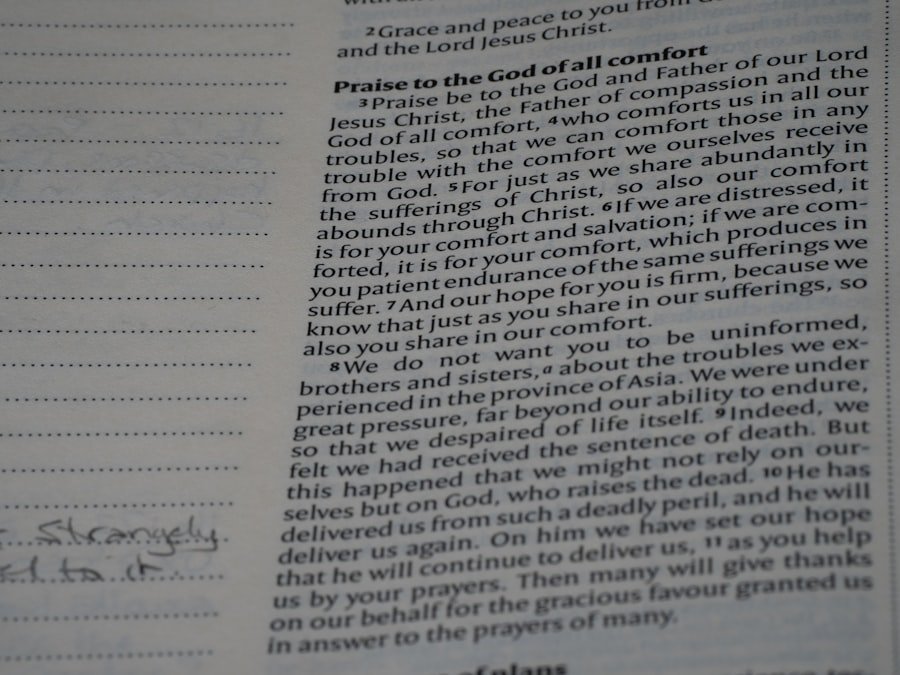 2 Grace and peace to you from
and the Lord Jesus Christ.
Praise to the God of all comfort
3 Praise be to the God and Father of our Lord
Jesus Christ, the Father of compassion and the
God of all comfort, 4 who comforts us in all our
troubles, so that we can comfort those in any
trouble with the comfort we ourselves receive
from God. 5 For just as we share abundantly in
the sufferings of Christ, so also our comfort
abounds through Christ. 6 If we are distressed, it
is for your comfort and salvation; if we are com-
forted, it is for your comfort, which produces in
you patient endurance of the same sufferings we
suffer. 7 And our hope for you is firm, because we
know that just as you share in our sufferings, so
also you share in our comfort.
8 We do not want you to be uninformed,
brothers and sisters, a about the troubles we ex-
perienced in the province of Asia. We were under
great pressure, far beyond our ability to endure,
so that we despaired of life itself. 9 Indeed, we
felt we had received the sentence of death. But
this happened that we might not rely on our-
selves but on God, who raises the dead. 10 He has
delivered us from such a deadly peril, and he will
deliver us again. On him we have set our hope
that he will continue to deliver us, 11 as you help
us by your prayers. Then many will give thanks
on our behalf for the gracious favour granted us
in answer to the prayers of many.
of plans
Strangely
to it